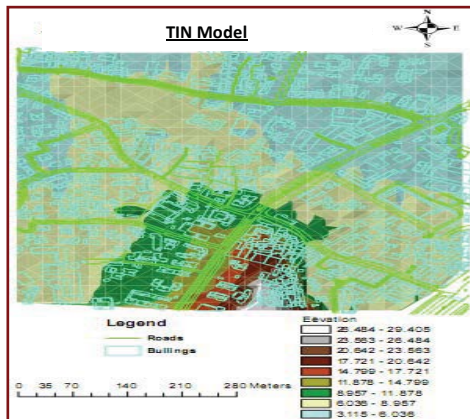 TIN Model
N
W E
S
Legend
Roads
Bullings
0 35 70 140 210 280 Meters
Elevation
26.484 - 29.405
23.563 - 26.484
20.642 - 23.563
17.721 - 20.642
14.799 - 17.721
11.878 - 14.799
8.957 - 11.878
6.036 - 8.957
3.115 - 6.036